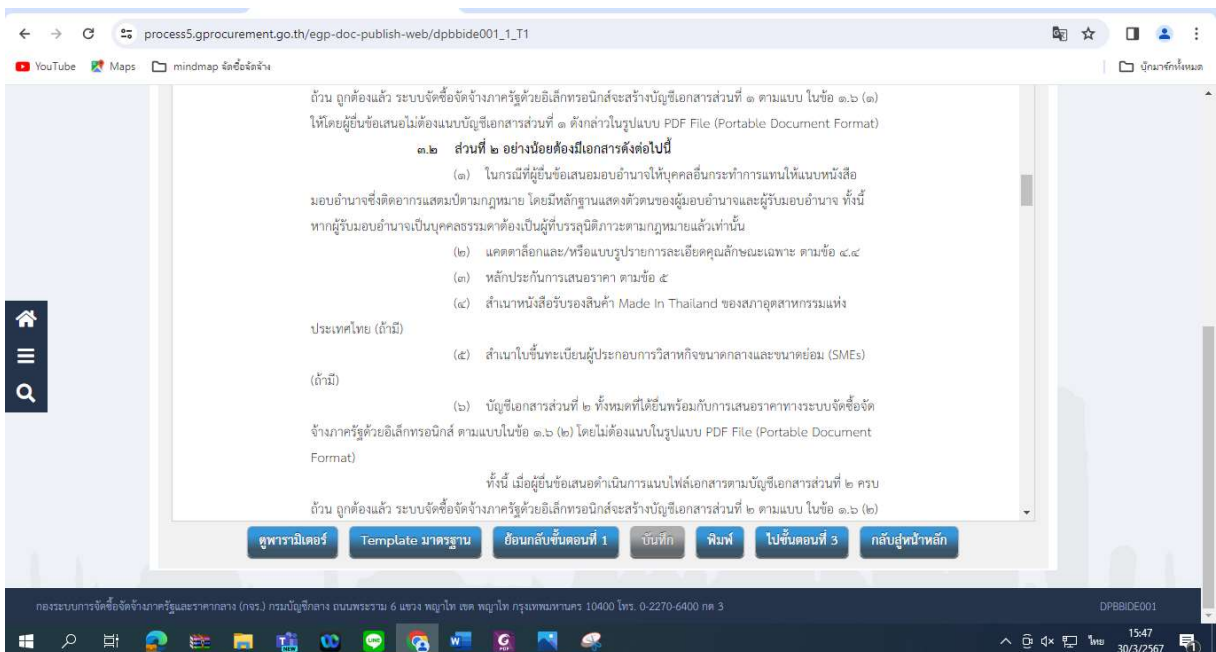 process5.gprocurement.go.th/egp-doc-publish-web/dpbbide001_1_T1
YouTube Maps mindmap จัดซื้อจัดจ้าง บุ๊กมาร์กทั้งหมด
ถ้วน ถูกต้องแล้ว ระบบจัดซื้อจัดจ้างภาครัฐด้วยอิเล็กทรอนิกส์จะสร้างบัญชีเอกสารส่วนที่ ๑ ตามแบบ ในข้อ ๑.๖ (๑)
ให้โดยผู้ยื่นข้อเสนอไม่ต้องแนบบัญชีเอกสารส่วนที่ ๑ ดังกล่าวในรูปแบบ PDF File (Portable Document Format)
๓.๒ ส่วนที่ ๒ อย่างน้อยต้องมีเอกสารดังต่อไปนี้
(๑) ในกรณีที่ผู้ยื่นข้อเสนอมอบอำนาจให้บุคคลอื่นกระทำการแทนให้แนบหนังสือ
มอบอำนาจซึ่งติดอากรแสตมป์ตามกฎหมาย โดยมีหลักฐานแสดงตัวตนของผู้มอบอำนาจและผู้รับมอบอำนาจ ทั้งนี้
หากผู้รับมอบอำนาจเป็นบุคคลธรรมดาต้องเป็นผู้ที่บรรลุนิติภาวะตามกฎหมายแล้วเท่านั้น
(๒) แคตตาล็อกและ/หรือแบบรูปรายการละเอียดคุณลักษณะเฉพาะ ตามข้อ ๔.๔
(๓) หลักประกันการเสนอราคา ตามข้อ ๕
(๔) สำเนาหนังสือรับรองสินค้า Made In Thailand ของสภาอุตสาหกรรมแห่ง
ประเทศไทย (ถ้ามี)
(๕) สำเนาใบขึ้นทะเบียนผู้ประกอบการวิสาหกิจขนาดกลางและขนาดย่อม (SMEs)
(ถ้ามี)
(๖) บัญชีเอกสารส่วนที่ ๒ ทั้งหมดที่ได้ยื่นพร้อมกับการเสนอราคาทางระบบจัดซื้อจัด
จ้างภาครัฐด้วยอิเล็กทรอนิกส์ ตามแบบในข้อ ๑.๖ (๒) โดยไม่ต้องแนบในรูปแบบ PDF File (Portable Document
Format)
ทั้งนี้ เมื่อผู้ยื่นข้อเสนอดำเนินการแนบไฟล์เอกสารตามบัญชีเอกสารส่วนที่ ๒ ครบ
ถ้วน ถูกต้องแล้ว ระบบจัดซื้อจัดจ้างภาครัฐด้วยอิเล็กทรอนิกส์จะสร้างบัญชีเอกสารส่วนที่ ๒ ตามแบบ ในข้อ ๑.๖ (๒)
ดูพารามิเตอร์ Template มาตรฐาน ย้อนกลับขั้นตอนที่ 1 บันทึก พิมพ์ ไปขั้นตอนที่ 3 กลับสู่หน้าหลัก
กองระบบการจัดซื้อจัดจ้างภาครัฐและราคากลาง (กจร.) กรมบัญชีกลาง ถนนพระราม 6 แขวง พญาไท เขต พญาไท กรุงเทพมหานคร 10400 โทร. 0-2270-6400 กด 3 DPBBIDE001
ไทย 15:47
30/3/2567